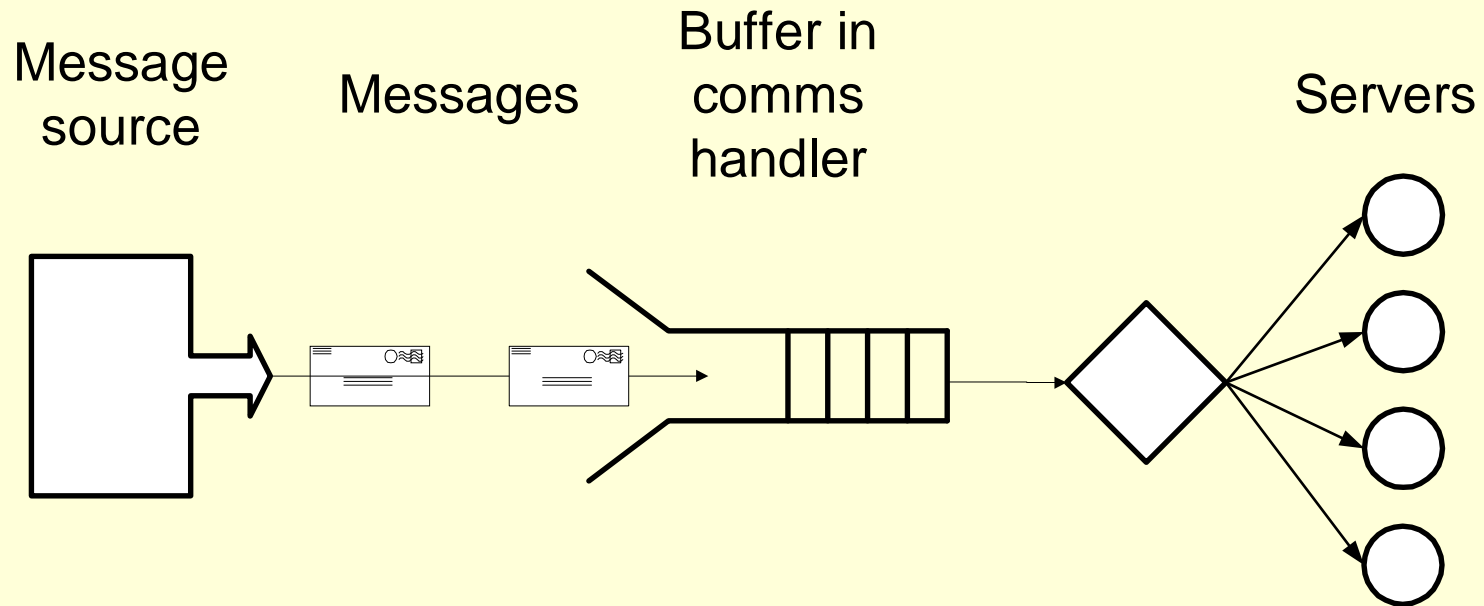 Message
source
Messages
Buffer in
comms
handler
Servers